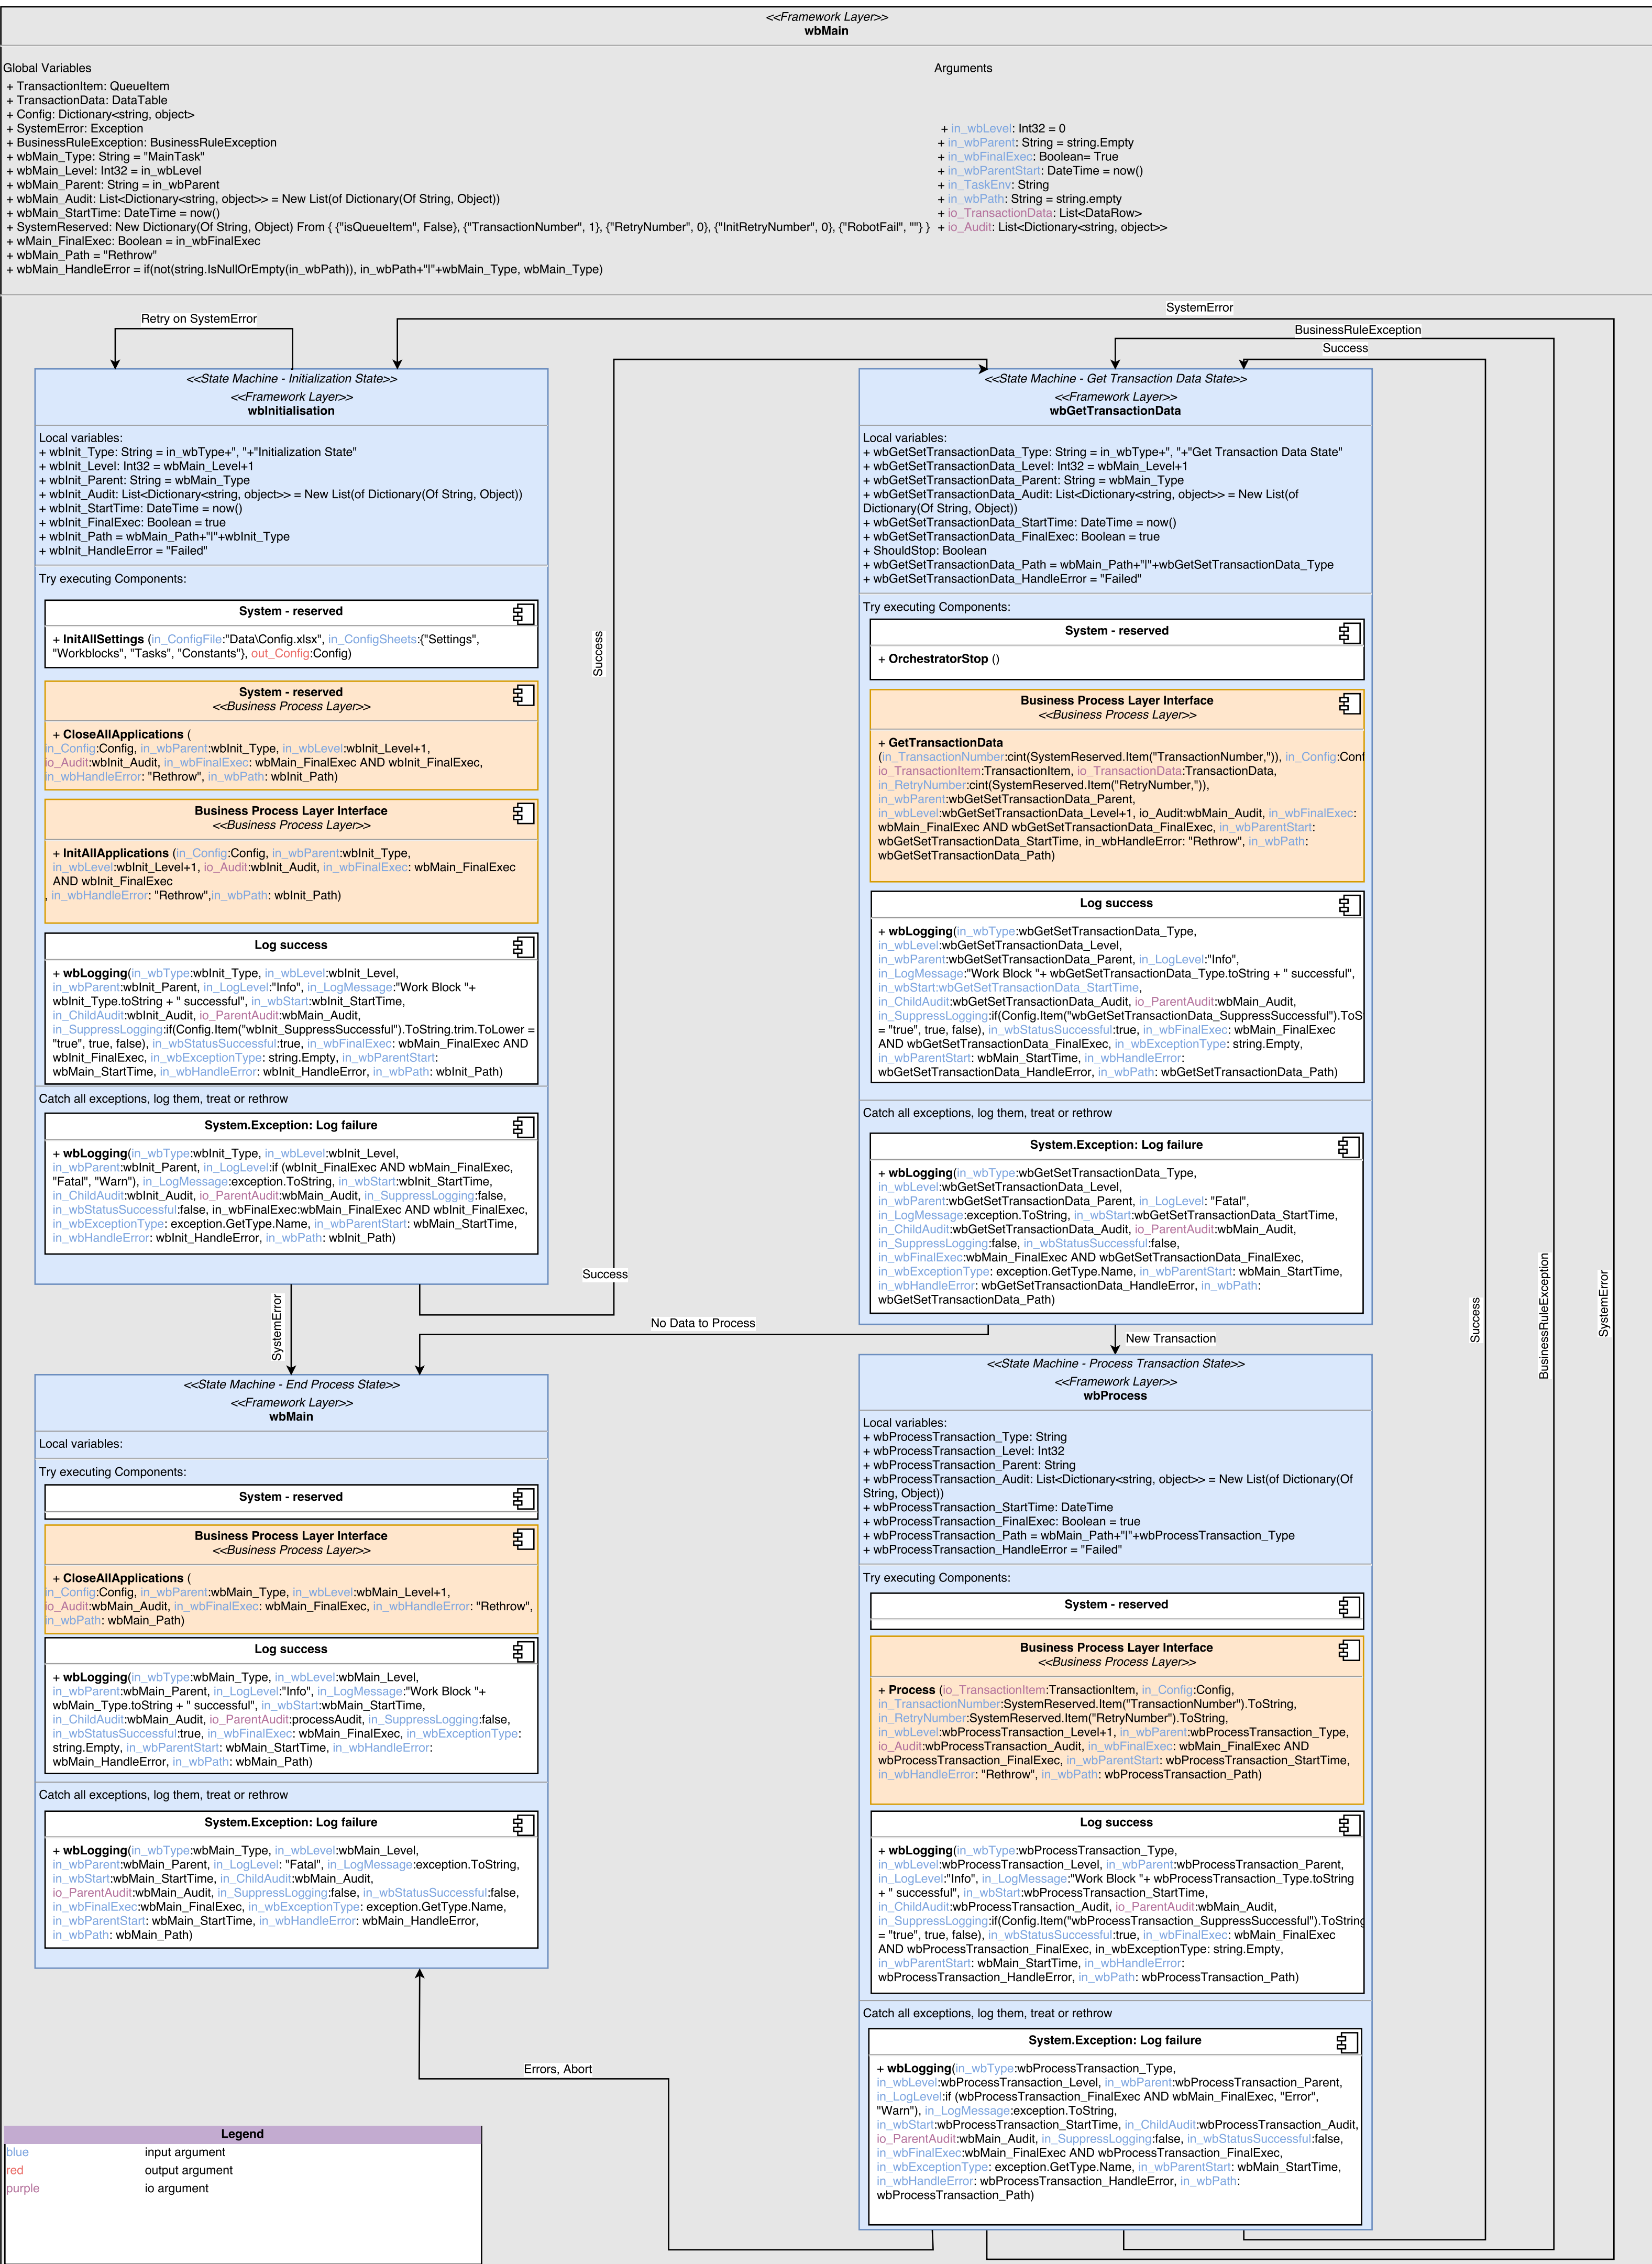 <<Framework Layer>>
wbMain
Global Variables
+ TransactionItem: QueueItem
+ TransactionData: DataTable
+ Config: Dictionary<string, object>
+ SystemError: Exception
+ BusinessRuleException: BusinessRuleException
+ wbMain_Type: String = "MainTask"
+ wbMain_Level: Int32 = in_wbLevel
+ wbMain_Parent: String = in_wbParent
+ wbMain_Audit: List<Dictionary<string, object>> = New List(of Dictionary(Of String, Object))
+ wbMain_StartTime: DateTime = now()
+ SystemReserved: New Dictionary(Of String, Object) From { {"isQueueItem", False}, {"TransactionNumber", 1}, {"RetryNumber", 0}, {"InitRetryNumber", 0}, {"RobotFail", ""} }
+ wMain_FinalExec: Boolean = in_wbFinalExec
+ wbMain_Path = "Rethrow"
+ wbMain_HandleError = if(not(string.IsNullOrEmpty(in_wbPath)), in_wbPath+"|"+wbMain_Type, wbMain_Type)
Arguments
+ in_wbLevel: Int32 = 0
+ in_wbParent: String = string.Empty
+ in_wbFinalExec: Boolean= True
+ in_wbParentStart: DateTime = now()
+ in_TaskEnv: String
+ in_wbPath: String = string.empty
+ io_TransactionData: List<DataRow>
+ io_Audit: List<Dictionary<string, object>>
SystemError
Retry on SystemError
BusinessRuleException
Success
<<State Machine - Initialization State>>
<<Framework Layer>>
wbInitialisation
Local variables:
+ wbInit_Type: String = in_wbType+", "+"Initialization State"
+ wbInit_Level: Int32 = wbMain_Level+1
+ wbInit_Parent: String = wbMain_Type
+ wbInit_Audit: List<Dictionary<string, object>> = New List(of Dictionary(Of String, Object))
+ wbInit_StartTime: DateTime = now()
+ wbInit_FinalExec: Boolean = true
+ wbInit_Path = wbMain_Path+"|"+wbInit_Type
+ wbInit_HandleError = "Failed"
Try executing Components:
System - reserved
+ InitAllSettings (in_ConfigFile:"Data\Config.xlsx", in_ConfigSheets:{"Settings",
"Workblocks", "Tasks", "Constants"}, out_Config:Config)
System - reserved
<<Business Process Layer>>
+ CloseAllApplications (
in_Config:Config, in_wbParent:wbInit_Type, in_wbLevel:wbInit_Level+1,
io_Audit:wbInit_Audit, in_wbFinalExec: wbMain_FinalExec AND wbInit_FinalExec,
in_wbHandleError: "Rethrow", in_wbPath: wbInit_Path)
Business Process Layer Interface
<<Business Process Layer>>
+ InitAllApplications (in_Config:Config, in_wbParent:wbInit_Type,
in_wbLevel:wbInit_Level+1, io_Audit:wbInit_Audit, in_wbFinalExec: wbMain_FinalExec
AND wbInit_FinalExec
, in_wbHandleError: "Rethrow",in_wbPath: wbInit_Path)
Log success
+ wbLogging(in_wbType:wbInit_Type, in_wbLevel:wbInit_Level,
in_wbParent:wbInit_Parent, in_LogLevel:"Info", in_LogMessage:"Work Block "+
wbInit_Type.toString + " successful", in_wbStart:wbInit_StartTime,
in_ChildAudit:wbInit_Audit, io_ParentAudit:wbMain_Audit,
in_SuppressLogging:if(Config.Item("wbInit_SuppressSuccessful").ToString.trim.ToLower =
"true", true, false), in_wbStatusSuccessful:true, in_wbFinalExec: wbMain_FinalExec AND
wbInit_FinalExec, in_wbExceptionType: string.Empty, in_wbParentStart:
wbMain_StartTime, in_wbHandleError: wbInit_HandleError, in_wbPath: wbInit_Path)
Catch all exceptions, log them, treat or rethrow
System.Exception: Log failure
+ wbLogging(in_wbType:wbInit_Type, in_wbLevel:wbInit_Level,
in_wbParent:wbInit_Parent, in_LogLevel:if (wbInit_FinalExec AND wbMain_FinalExec,
"Fatal", "Warn"), in_LogMessage:exception.ToString, in_wbStart:wbInit_StartTime,
in_ChildAudit:wbInit_Audit, io_ParentAudit:wbMain_Audit, in_SuppressLogging:false,
in_wbStatusSuccessful:false, in_wbFinalExec:wbMain_FinalExec AND wbInit_FinalExec,
in_wbExceptionType: exception.GetType.Name, in_wbParentStart: wbMain_StartTime,
in_wbHandleError: wbInit_HandleError, in_wbPath: wbInit_Path)
<<State Machine - Get Transaction Data State>>
<<Framework Layer>>
wbGetTransactionData
Local variables:
+ wbGetSetTransactionData_Type: String = in_wbType+", "+"Get Transaction Data State"
+ wbGetSetTransactionData_Level: Int32 = wbMain_Level+1
+ wbGetSetTransactionData_Parent: String = wbMain_Type
+ wbGetSetTransactionData_Audit: List<Dictionary<string, object>> = New List(of
Dictionary(Of String, Object))
+ wbGetSetTransactionData_StartTime: DateTime = now()
+ wbGetSetTransactionData_FinalExec: Boolean = true
+ ShouldStop: Boolean
+ wbGetSetTransactionData_Path = wbMain_Path+"|"+wbGetSetTransactionData_Type
+ wbGetSetTransactionData_HandleError = "Failed"
Try executing Components:
System - reserved
+ OrchestratorStop ()
Business Process Layer Interface
<<Business Process Layer>>
+ GetTransactionData
(in_TransactionNumber:cint(SystemReserved.Item("TransactionNumber,")), in_Config:Conf
io_TransactionItem:TransactionItem, io_TransactionData:TransactionData,
in_RetryNumber:cint(SystemReserved.Item("RetryNumber,")),
in_wbParent:wbGetSetTransactionData_Parent,
in_wbLevel:wbGetSetTransactionData_Level+1, io_Audit:wbMain_Audit, in_wbFinalExec:
wbMain_FinalExec AND wbGetSetTransactionData_FinalExec, in_wbParentStart:
wbGetSetTransactionData_StartTime, in_wbHandleError: "Rethrow", in_wbPath:
wbGetSetTransactionData_Path)
Log success
+ wbLogging(in_wbType:wbGetSetTransactionData_Type,
in_wbLevel:wbGetSetTransactionData_Level,
in_wbParent:wbGetSetTransactionData_Parent, in_LogLevel:"Info",
in_LogMessage:"Work Block "+ wbGetSetTransactionData_Type.toString + " successful",
in_wbStart:wbGetSetTransactionData_StartTime,
in_ChildAudit:wbGetSetTransactionData_Audit, io_ParentAudit:wbMain_Audit,
in_SuppressLogging:if(Config.Item("wbGetSetTransactionData_SuppressSuccessful").ToS
= "true", true, false), in_wbStatusSuccessful:true, in_wbFinalExec: wbMain_FinalExec
AND wbGetSetTransactionData_FinalExec, in_wbExceptionType: string.Empty,
in_wbParentStart: wbMain_StartTime, in_wbHandleError:
wbGetSetTransactionData_HandleError, in_wbPath: wbGetSetTransactionData_Path)
Catch all exceptions, log them, treat or rethrow
System.Exception: Log failure
+ wbLogging(in_wbType:wbGetSetTransactionData_Type,
in_wbLevel:wbGetSetTransactionData_Level,
in_wbParent:wbGetSetTransactionData_Parent, in_LogLevel: "Fatal",
in_LogMessage:exception.ToString, in_wbStart:wbGetSetTransactionData_StartTime,
in_ChildAudit:wbGetSetTransactionData_Audit, io_ParentAudit:wbMain_Audit,
in_SuppressLogging:false, in_wbStatusSuccessful:false,
in_wbFinalExec:wbMain_FinalExec AND wbGetSetTransactionData_FinalExec,
in_wbExceptionType: exception.GetType.Name, in_wbParentStart: wbMain_StartTime,
in_wbHandleError: wbGetSetTransactionData_HandleError, in_wbPath:
wbGetSetTransactionData_Path)
Success
Success
SystemError
No Data to Process
New Transaction
Success
BusinessRuleException
SystemError
<<State Machine - End Process State>>
<<Framework Layer>>
wbMain
Local variables:
Try executing Components:
System - reserved
Business Process Layer Interface
<<Business Process Layer>>
+ CloseAllApplications (
in_Config:Config, in_wbParent:wbMain_Type, in_wbLevel:wbMain_Level+1,
io_Audit:wbMain_Audit, in_wbFinalExec: wbMain_FinalExec, in_wbHandleError: "Rethrow",
in_wbPath: wbMain_Path)
Log success
+ wbLogging(in_wbType:wbMain_Type, in_wbLevel:wbMain_Level,
in_wbParent:wbMain_Parent, in_LogLevel:"Info", in_LogMessage:"Work Block "+
wbMain_Type.toString + " successful", in_wbStart:wbMain_StartTime,
in_ChildAudit:wbMain_Audit, io_ParentAudit:processAudit, in_SuppressLogging:false,
in_wbStatusSuccessful:true, in_wbFinalExec: wbMain_FinalExec, in_wbExceptionType:
string.Empty, in_wbParentStart: wbMain_StartTime, in_wbHandleError:
wbMain_HandleError, in_wbPath: wbMain_Path)
Catch all exceptions, log them, treat or rethrow
System.Exception: Log failure
+ wbLogging(in_wbType:wbMain_Type, in_wbLevel:wbMain_Level,
in_wbParent:wbMain_Parent, in_LogLevel: "Fatal", in_LogMessage:exception.ToString,
in_wbStart:wbMain_StartTime, in_ChildAudit:wbMain_Audit,
io_ParentAudit:wbMain_Audit, in_SuppressLogging:false, in_wbStatusSuccessful:false,
in_wbFinalExec:wbMain_FinalExec, in_wbExceptionType: exception.GetType.Name,
in_wbParentStart: wbMain_StartTime, in_wbHandleError: wbMain_HandleError,
in_wbPath: wbMain_Path)
<<State Machine - Process Transaction State>>
<<Framework Layer>>
wbProcess
Local variables:
+ wbProcessTransaction_Type: String
+ wbProcessTransaction_Level: Int32
+ wbProcessTransaction_Parent: String
+ wbProcessTransaction_Audit: List<Dictionary<string, object>> = New List(of Dictionary(Of
String, Object))
+ wbProcessTransaction_StartTime: DateTime
+ wbProcessTransaction_FinalExec: Boolean = true
+ wbProcessTransaction_Path = wbMain_Path+"|"+wbProcessTransaction_Type
+ wbProcessTransaction_HandleError = "Failed"
Try executing Components:
System - reserved
Business Process Layer Interface
<<Business Process Layer>>
+ Process (io_TransactionItem:TransactionItem, in_Config:Config,
in_TransactionNumber:SystemReserved.Item("TransactionNumber").ToString,
in_RetryNumber:SystemReserved.Item("RetryNumber").ToString,
in_wbLevel:wbProcessTransaction_Level+1, in_wbParent:wbProcessTransaction_Type,
io_Audit:wbProcessTransaction_Audit, in_wbFinalExec: wbMain_FinalExec AND
wbProcessTransaction_FinalExec, in_wbParentStart: wbProcessTransaction_StartTime,
in_wbHandleError: "Rethrow", in_wbPath: wbProcessTransaction_Path)
Log success
+ wbLogging(in_wbType:wbProcessTransaction_Type,
in_wbLevel:wbProcessTransaction_Level, in_wbParent:wbProcessTransaction_Parent,
in_LogLevel:"Info", in_LogMessage:"Work Block "+ wbProcessTransaction_Type.toString
+ " successful", in_wbStart:wbProcessTransaction_StartTime,
in_ChildAudit:wbProcessTransaction_Audit, io_ParentAudit:wbMain_Audit,
in_SuppressLogging:if(Config.Item("wbProcessTransaction_SuppressSuccessful").ToString
= "true", true, false), in_wbStatusSuccessful:true, in_wbFinalExec: wbMain_FinalExec
AND wbProcessTransaction_FinalExec, in_wbExceptionType: string.Empty,
in_wbParentStart: wbMain_StartTime, in_wbHandleError:
wbProcessTransaction_HandleError, in_wbPath: wbProcessTransaction_Path)
Catch all exceptions, log them, treat or rethrow
System.Exception: Log failure
+ wbLogging(in_wbType:wbProcessTransaction_Type,
in_wbLevel:wbProcessTransaction_Level, in_wbParent:wbProcessTransaction_Parent,
in_LogLevel:if (wbProcessTransaction_FinalExec AND wbMain_FinalExec, "Error",
"Warn"), in_LogMessage:exception.ToString,
in_wbStart:wbProcessTransaction_StartTime, in_ChildAudit:wbProcessTransaction_Audit,
io_ParentAudit:wbMain_Audit, in_SuppressLogging:false, in_wbStatusSuccessful:false,
in_wbFinalExec:wbMain_FinalExec AND wbProcessTransaction_FinalExec,
in_wbExceptionType: exception.GetType.Name, in_wbParentStart: wbMain_StartTime,
in_wbHandleError: wbProcessTransaction_HandleError, in_wbPath:
wbProcessTransaction_Path)
Errors, Abort
Legend
blue input argument
red output argument
purple io argument